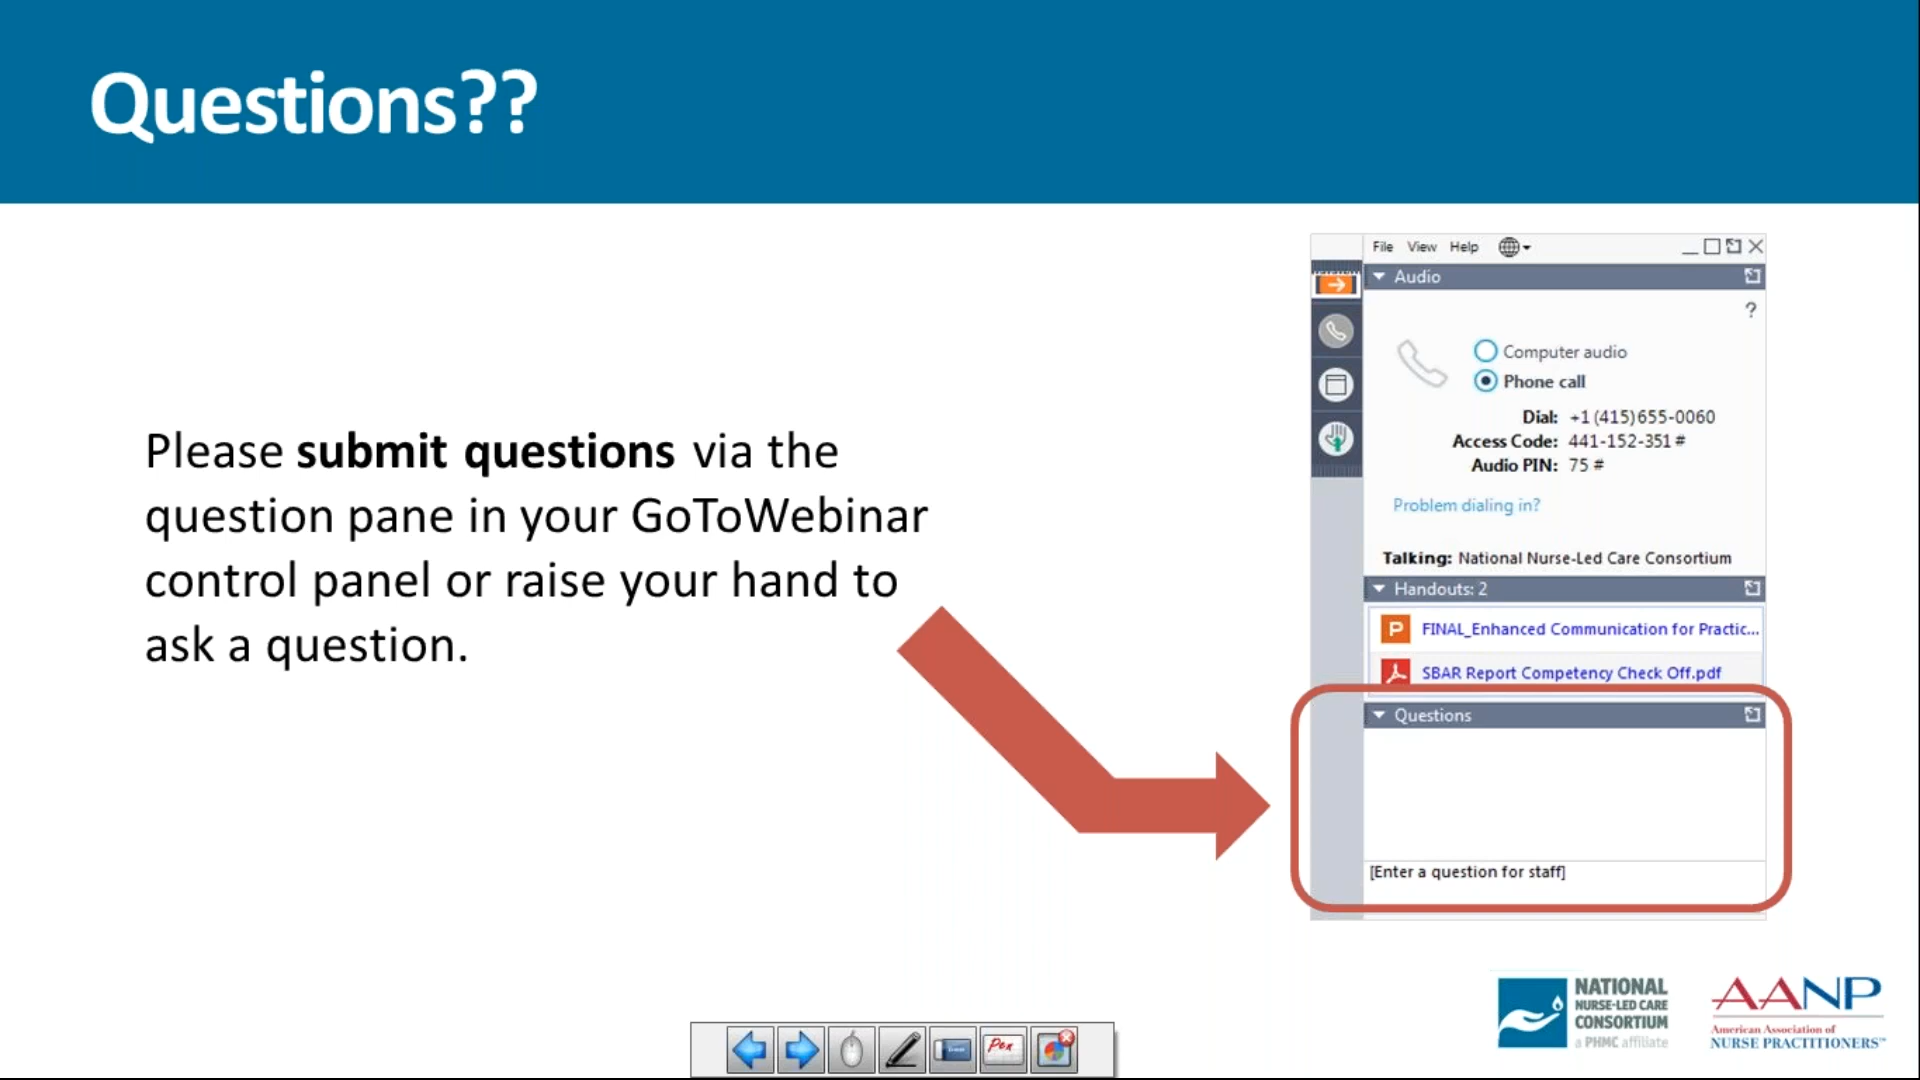 Questions??
Please submit questions via the
question pane in your GoToWebinar
control panel or raise your hand to
ask a question.
File View Help
Audio
?
Computer audio
Phone call
Dial: +1 (415) 655-0060
Access Code: 441-152-351 #
Audio PIN: 75 #
Problem dialing in?
Talking: National Nurse-Led Care Consortium
Handouts: 2
FINAL_Enhanced Communication for Practic...
SBAR Report Competency Check Off.pdf
Questions
[Enter a question for staff]
NATIONAL
NURSE-LED CARE
CONSORTIUM
a PHMC affiliate
AANP
American Association of
NURSE PRACTITIONERS™
Pen